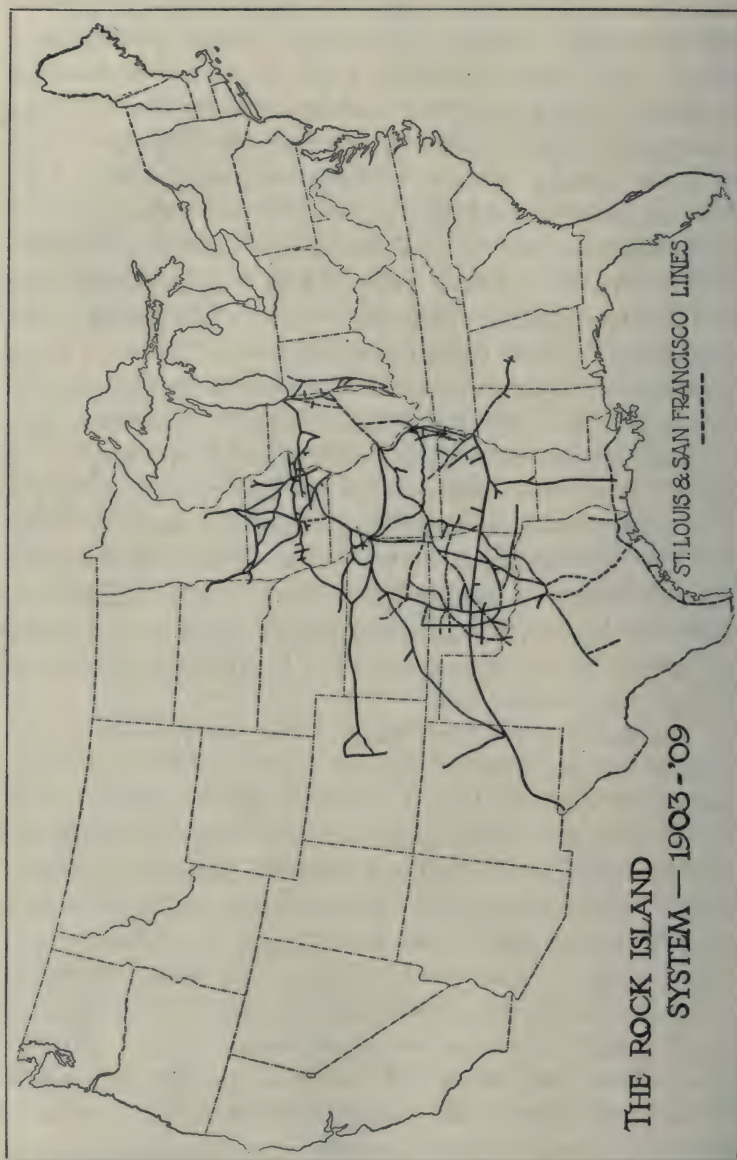 THE ROCK ISLAND
SYSTEM — 1903-'09
ST. LOUIS & SAN FRANCISCO LINES